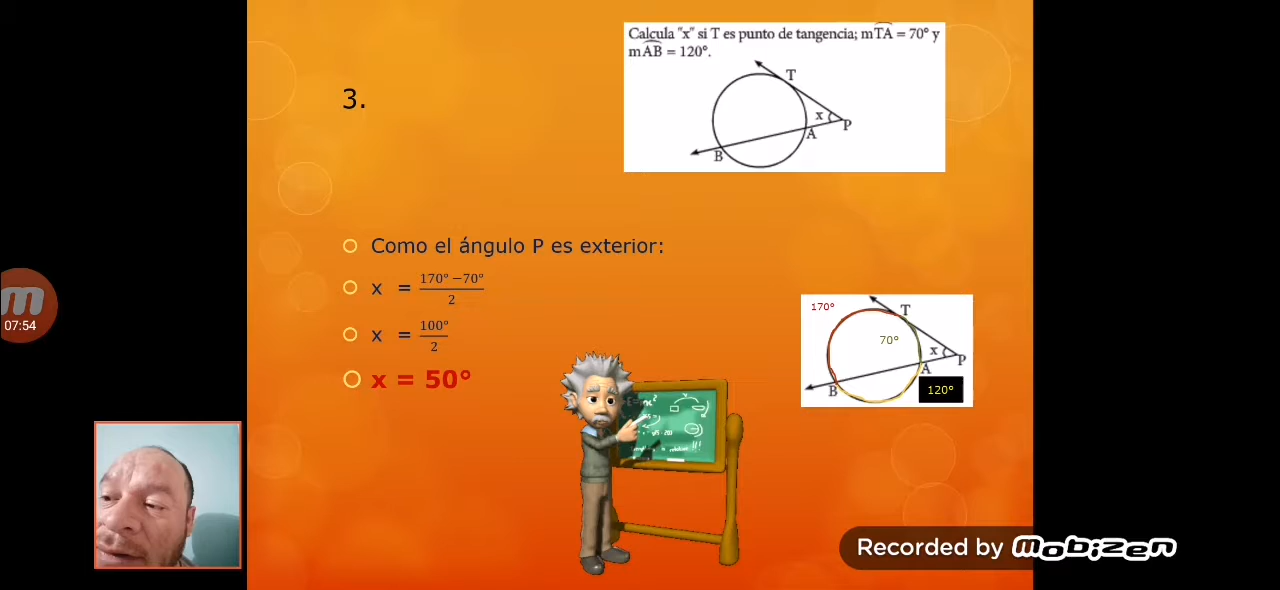 Calcula "x" si T es punto de tangencia; mTA = 70° y
mAB = 120°.
T
x
P
A
B
3.
Como el ángulo P es exterior:
x = 170° −70° / 2
x = 100° / 2
x = 50°
170°
T
70°
x
P
A
B
120°
07:54
Recorded by mobizen